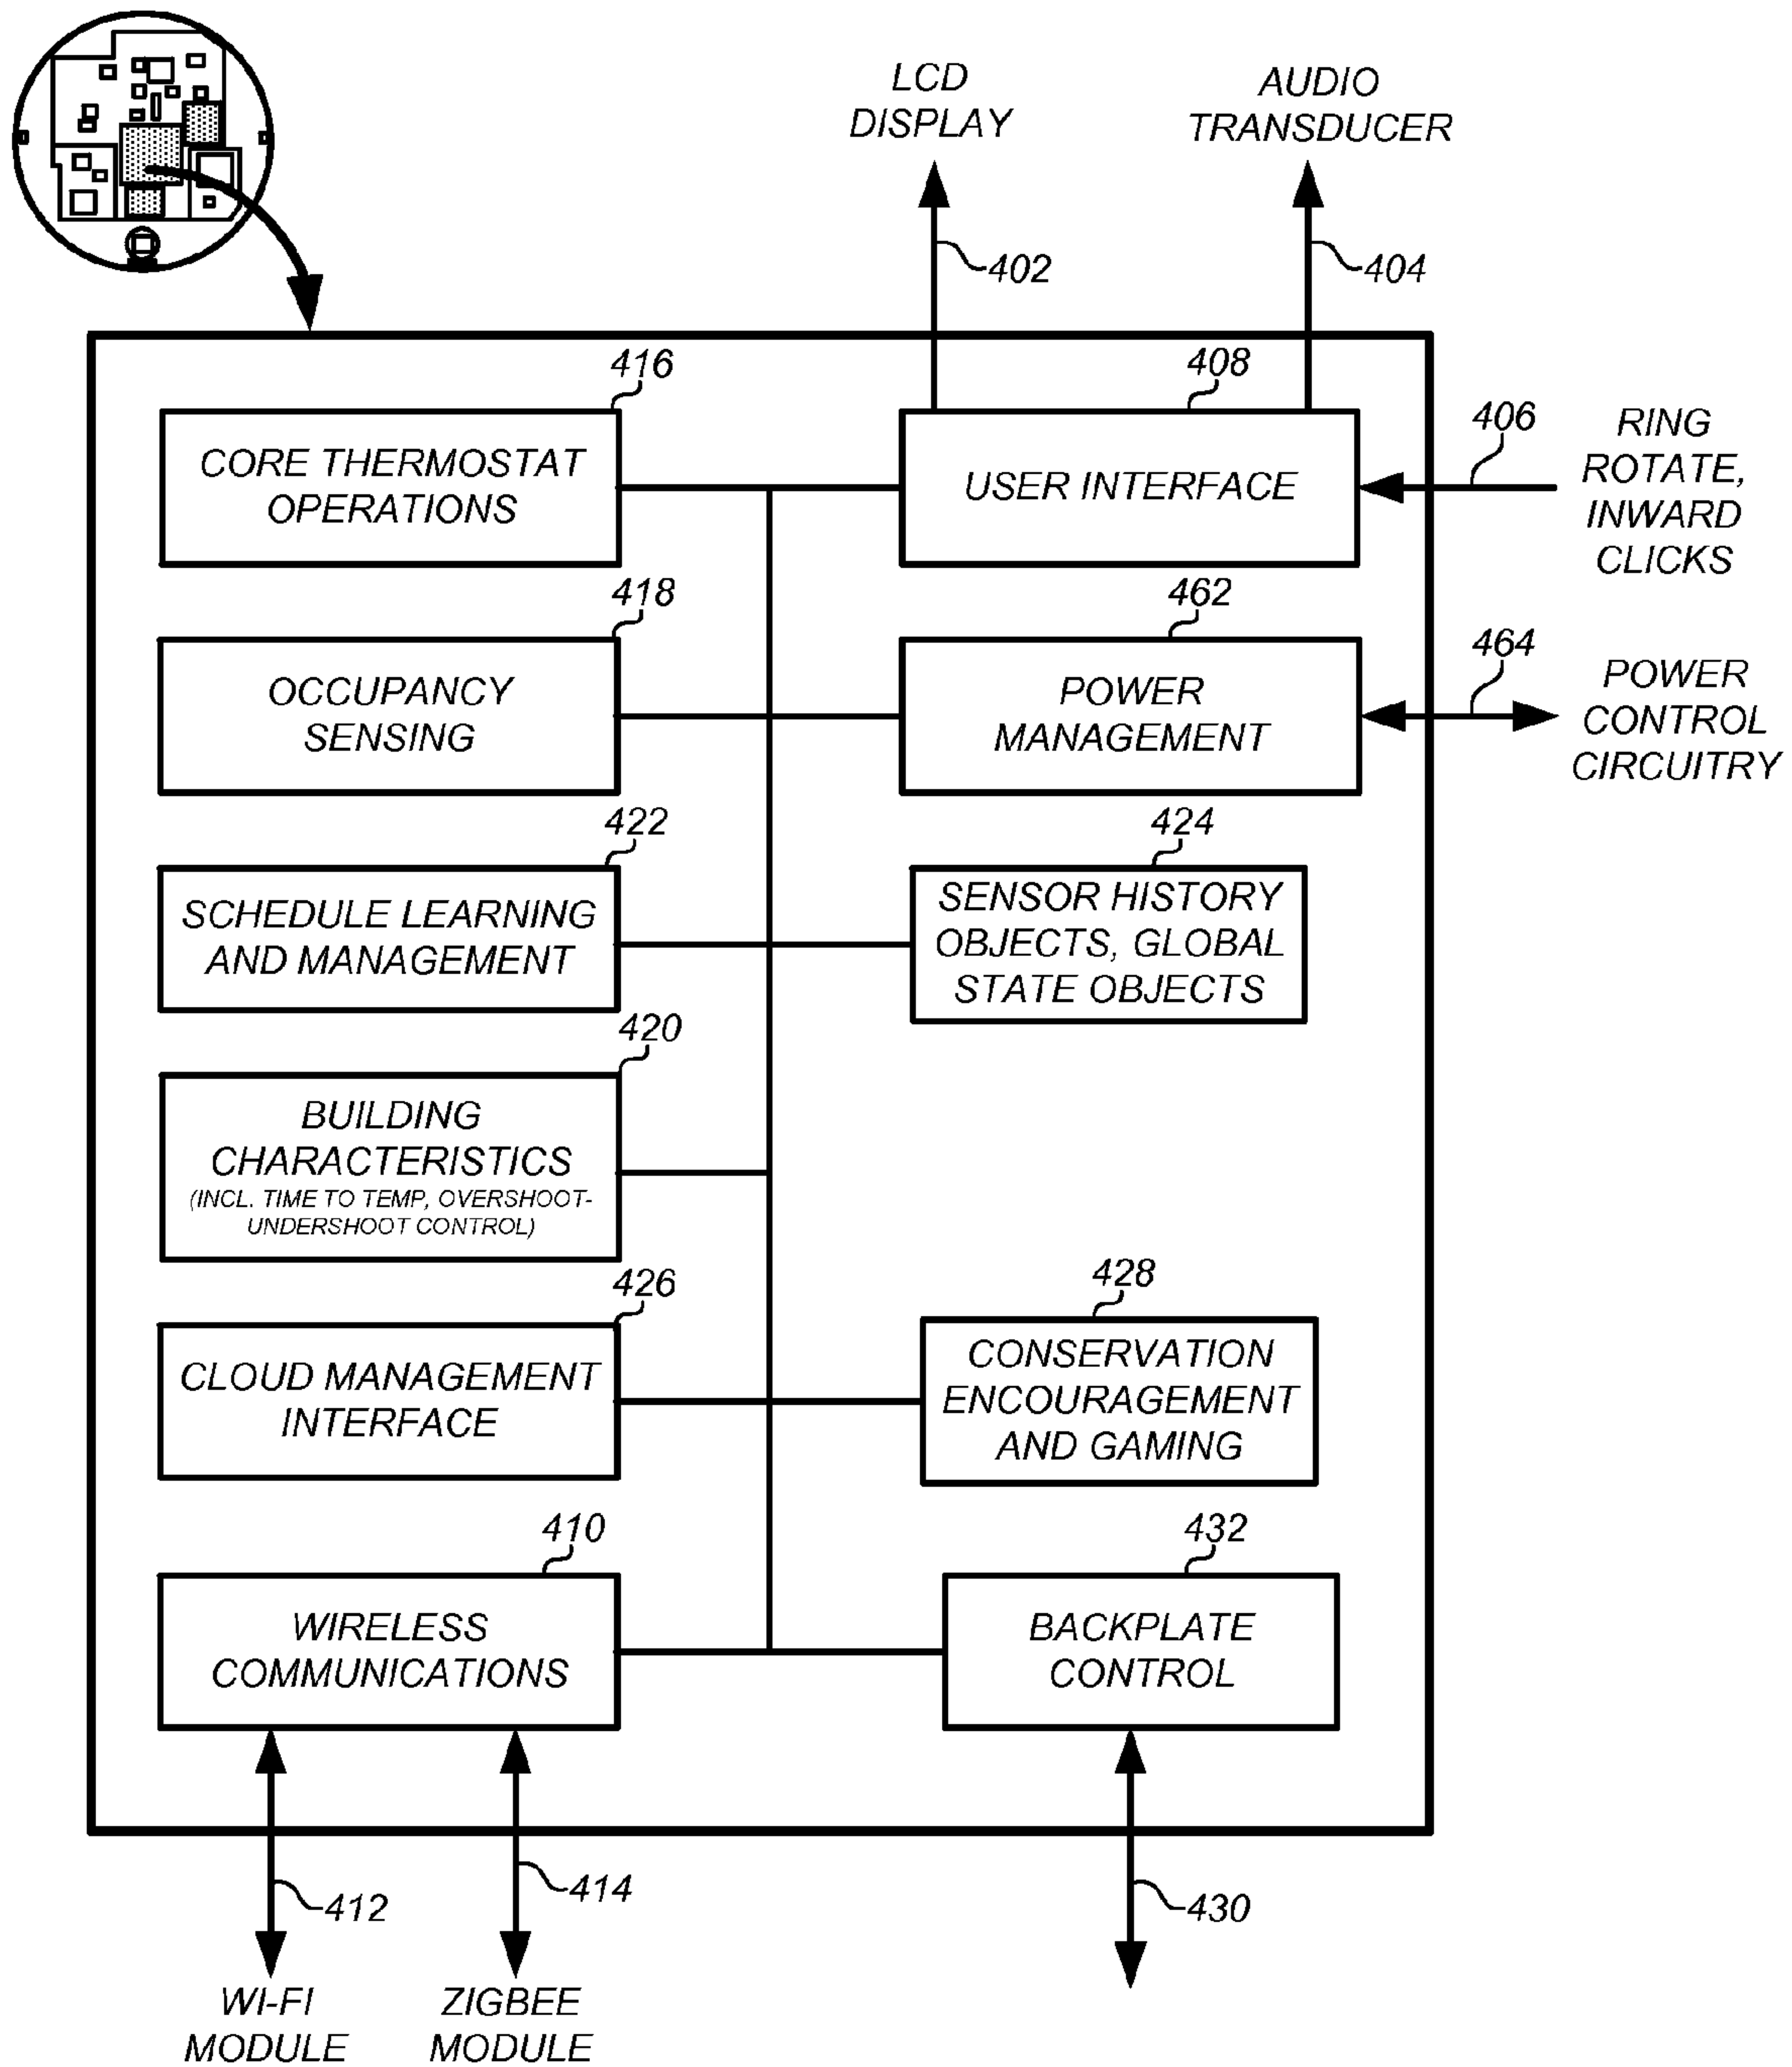 LCD
DISPLAY
AUDIO
TRANSDUCER
402
404
416
408
CORE THERMOSTAT
OPERATIONS
USER INTERFACE
406
RING
ROTATE,
INWARD
CLICKS
418
462
OCCUPANCY
SENSING
POWER
MANAGEMENT
464
POWER
CONTROL
CIRCUITRY
422
424
SCHEDULE LEARNING
AND MANAGEMENT
SENSOR HISTORY
OBJECTS, GLOBAL
STATE OBJECTS
420
BUILDING
CHARACTERISTICS
(INCL. TIME TO TEMP, OVERSHOOT-
UNDERSHOOT CONTROL)
426
428
CLOUD MANAGEMENT
INTERFACE
CONSERVATION
ENCOURAGEMENT
AND GAMING
410
432
WIRELESS
COMMUNICATIONS
BACKPLATE
CONTROL
412
414
430
WI-FI
MODULE
ZIGBEE
MODULE